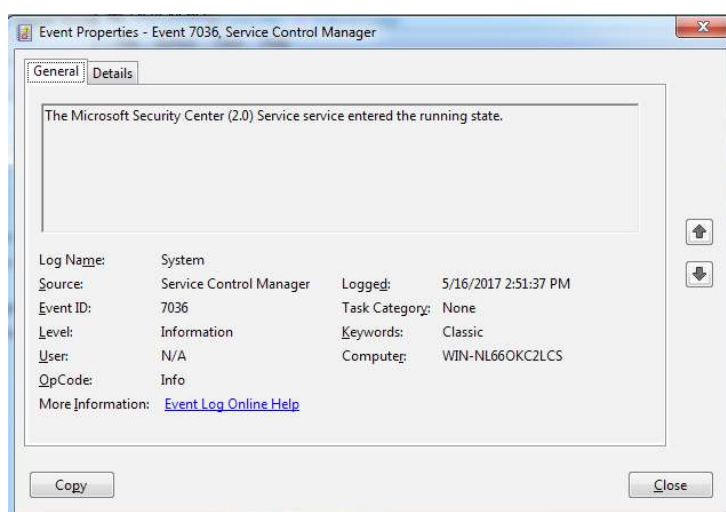 Event Properties - Event 7036, Service Control Manager
General Details
The Microsoft Security Center (2.0) Service service entered the running state.
Log Name: System
Source: Service Control Manager Logged: 5/16/2017 2:51:37 PM
Event ID: 7036 Task Category: None
Level: Information Keywords: Classic
User: N/A Computer: WIN-NL66OKC2LCS
OpCode: Info
More Information: Event Log Online Help
Copy Close